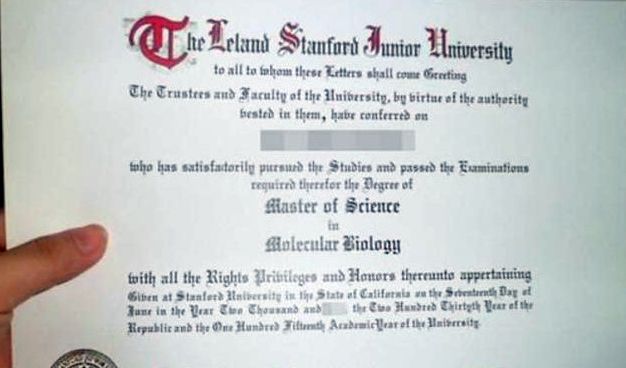 The Leland Stanford Junior University
to all to whom these Letters shall come Greeting
The Trustees and Faculty of the University, by virtue of the authority
vested in them, have conferred on
who has satisfactorily pursued the Studies and passed the Examinations
required therefor the Degree of
Master of Science
in
Molecular Biology
with all the Rights Privileges and Honors thereunto appertaining
Given at Stanford University in the State of California on the Seventeenth Day of
June in the Year Two Thousand and the Two Hundred Thirtyth Year of the
Republic and the One Hundred Fifteenth AcademicYear of the University.